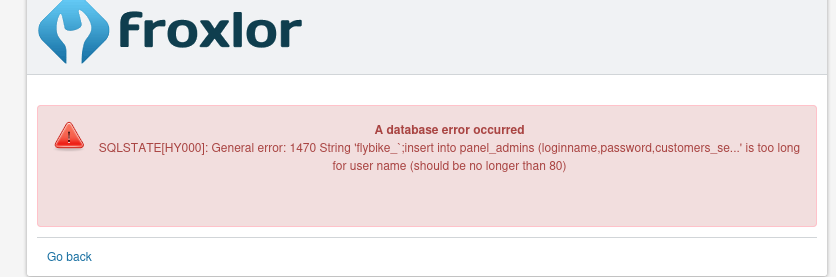 froxlor
A database error occurred
SQLSTATE[HY000]: General error: 1470 String 'flybike_`;insert into panel_admins (loginname,password,customers_se...' is too long
for user name (should be no longer than 80)
Go back